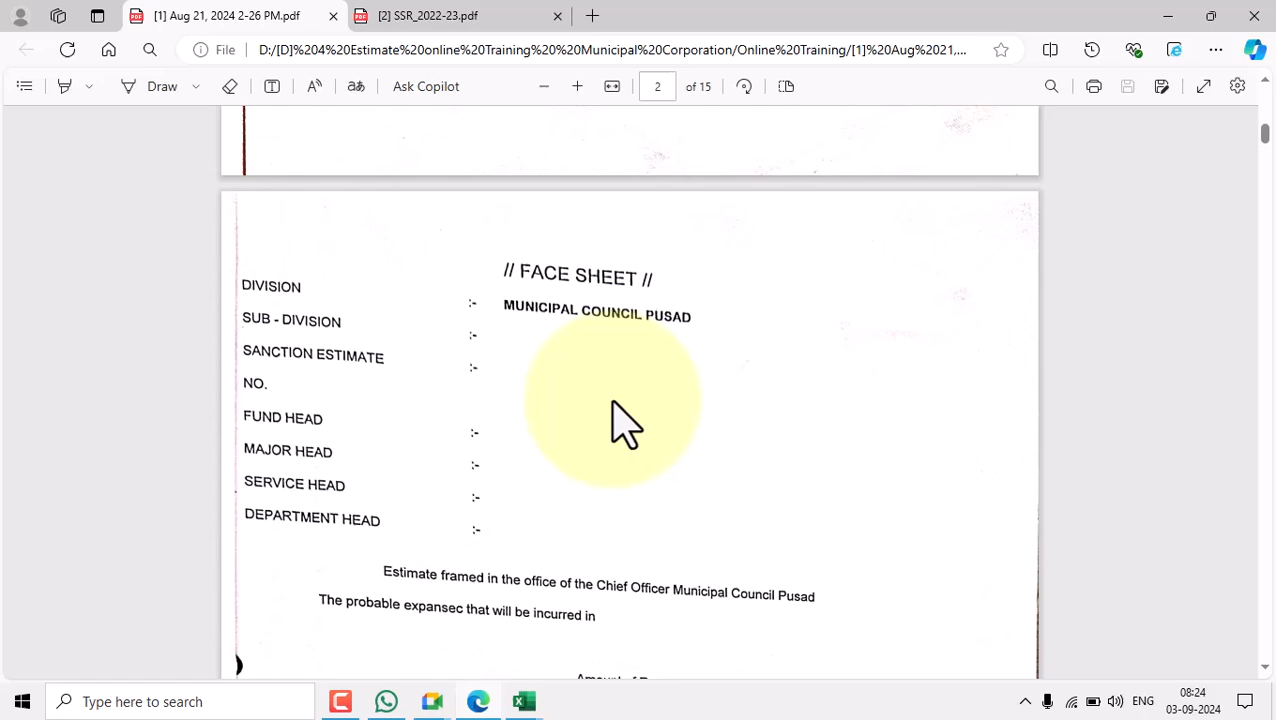 [1] Aug 21, 2024 2-26 PM.pdf
[2] SSR_2022-23.pdf
File
D:/[D]%204%20Estimate%20online%20Training%20%20Municipal%20Corporation/Online%20Training/[1]%20Aug%2021,...
Draw
aあ
Ask Copilot
2
of 15
// FACE SHEET //
DIVISION :- MUNICIPAL COUNCIL PUSAD
SUB - DIVISION :-
SANCTION ESTIMATE :-
NO.
FUND HEAD :-
MAJOR HEAD :-
SERVICE HEAD :-
DEPARTMENT HEAD :-
Estimate framed in the office of the Chief Officer Municipal Council Pusad
The probable expansec that will be incurred in
Type here to search
ENG
08:24
03-09-2024